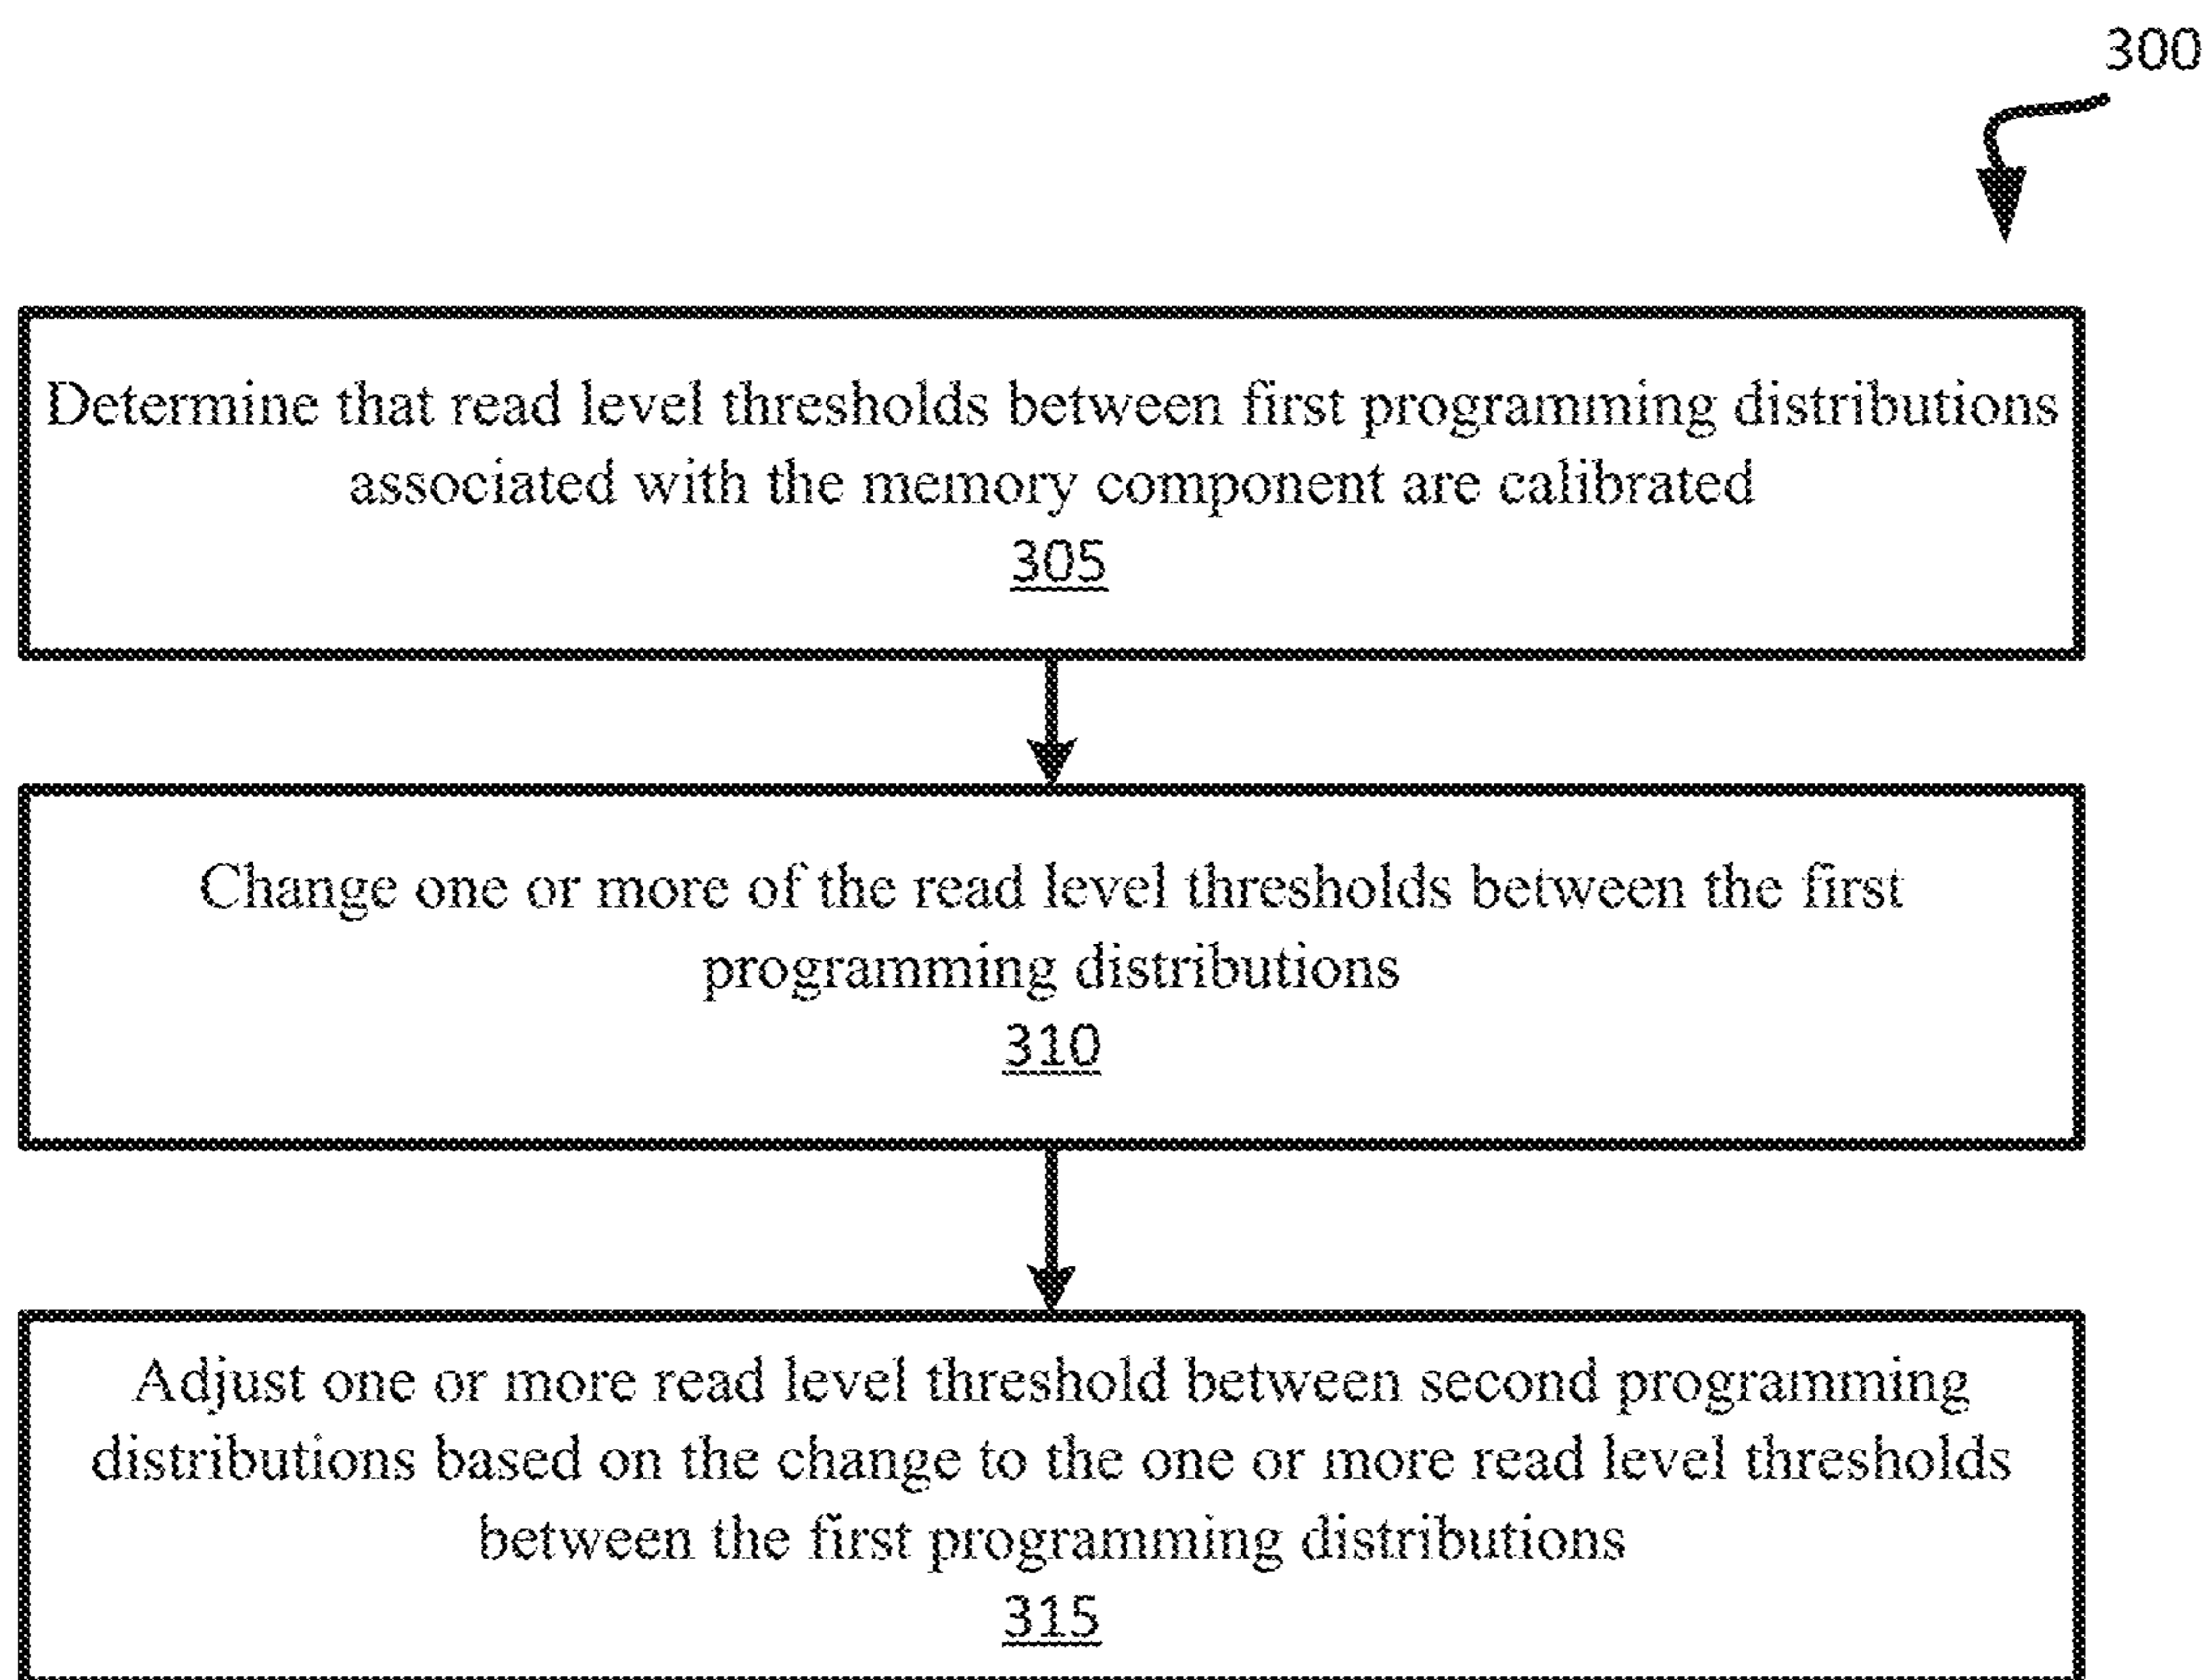 300
Determine that read level thresholds between first programming distributions
associated with the memory component are calibrated
305
Change one or more of the read level thresholds between the first
programming distributions
310
Adjust one or more read level threshold between second programming
distributions based on the change to the one or more read level thresholds
between the first programming distributions
315